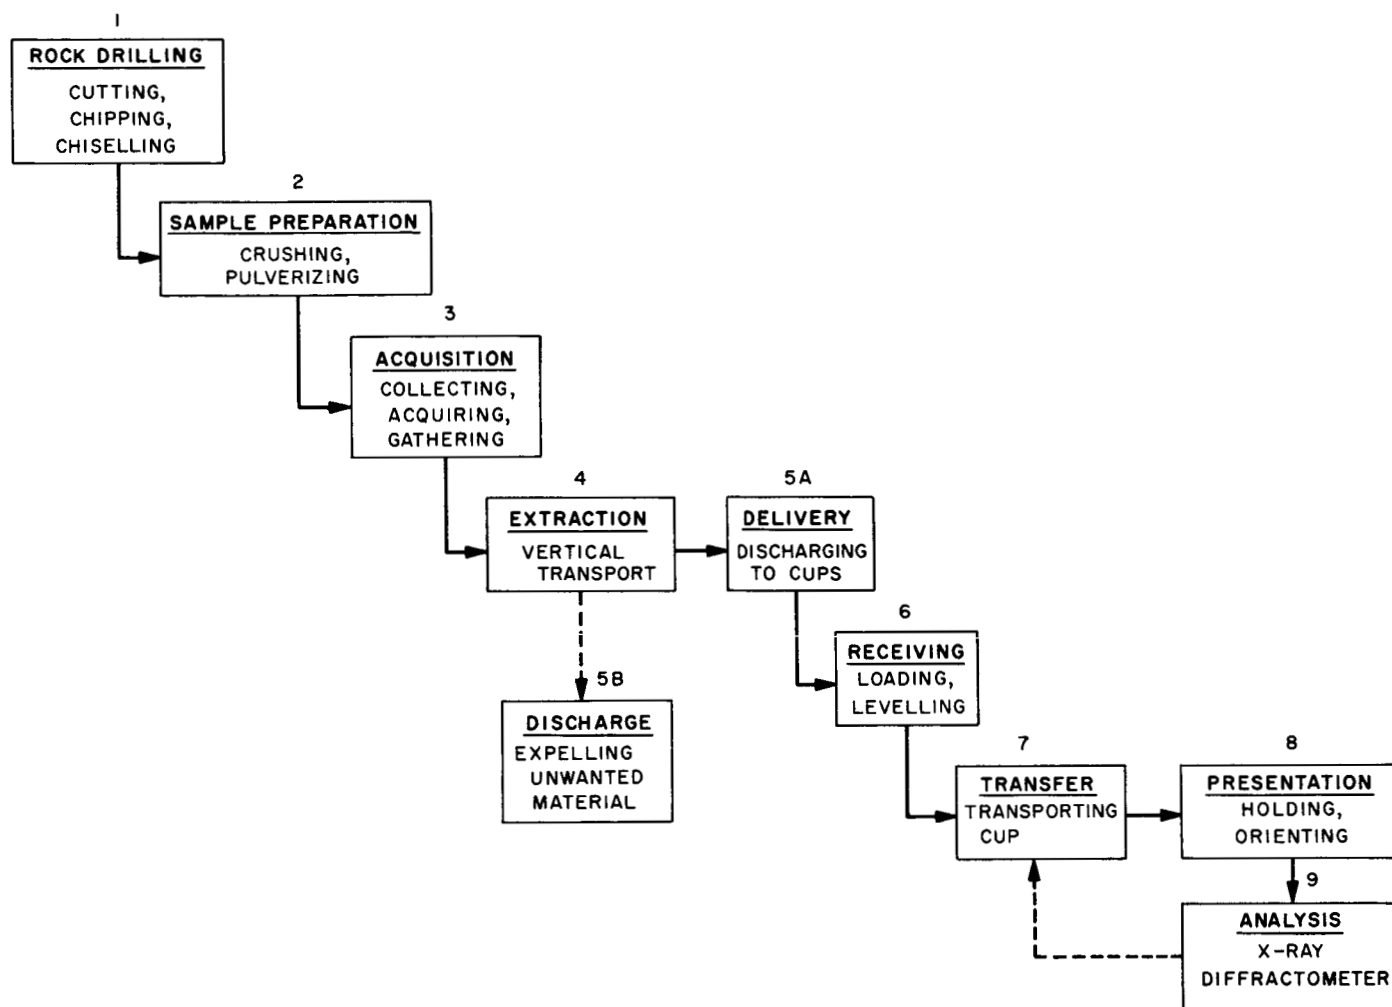 1
ROCK DRILLING
CUTTING,
CHIPPING,
CHISELLING
2
SAMPLE PREPARATION
CRUSHING,
PULVERIZING
3
ACQUISITION
COLLECTING,
ACQUIRING,
GATHERING
4
EXTRACTION
VERTICAL
TRANSPORT
5A
DELIVERY
DISCHARGING
TO CUPS
5B
DISCHARGE
EXPELLING
UNWANTED
MATERIAL
6
RECEIVING
LOADING,
LEVELLING
7
TRANSFER
TRANSPORTING
CUP
8
PRESENTATION
HOLDING,
ORIENTING
9
ANALYSIS
X-RAY
DIFFRACTOMETER